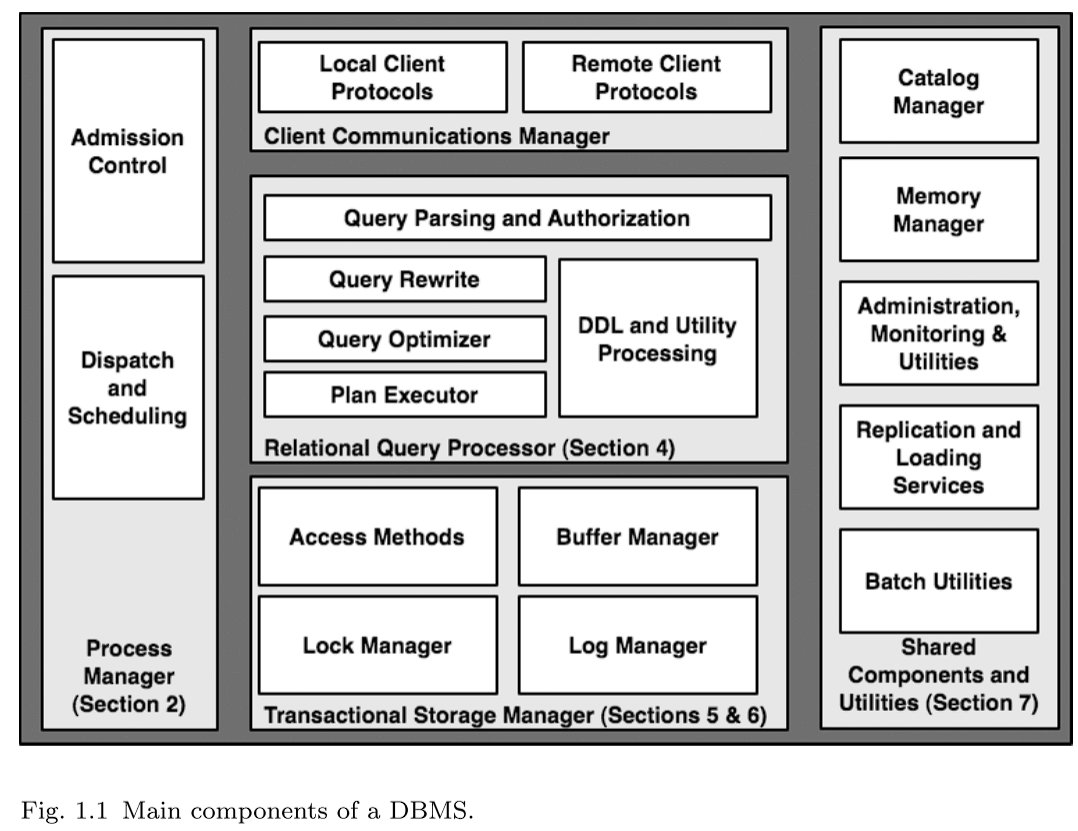 Admission
Control
Dispatch
and
Scheduling
Process
Manager
(Section 2)
Local Client
Protocols
Remote Client
Protocols
Client Communications Manager
Query Parsing and Authorization
Query Rewrite
Query Optimizer
Plan Executor
DDL and Utility
Processing
Relational Query Processor (Section 4)
Access Methods
Buffer Manager
Lock Manager
Log Manager
Transactional Storage Manager (Sections 5 & 6)
Catalog
Manager
Memory
Manager
Administration,
Monitoring &
Utilities
Replication and
Loading
Services
Batch Utilities
Shared
Components and
Utilities (Section 7)
Fig. 1.1 Main components of a DBMS.